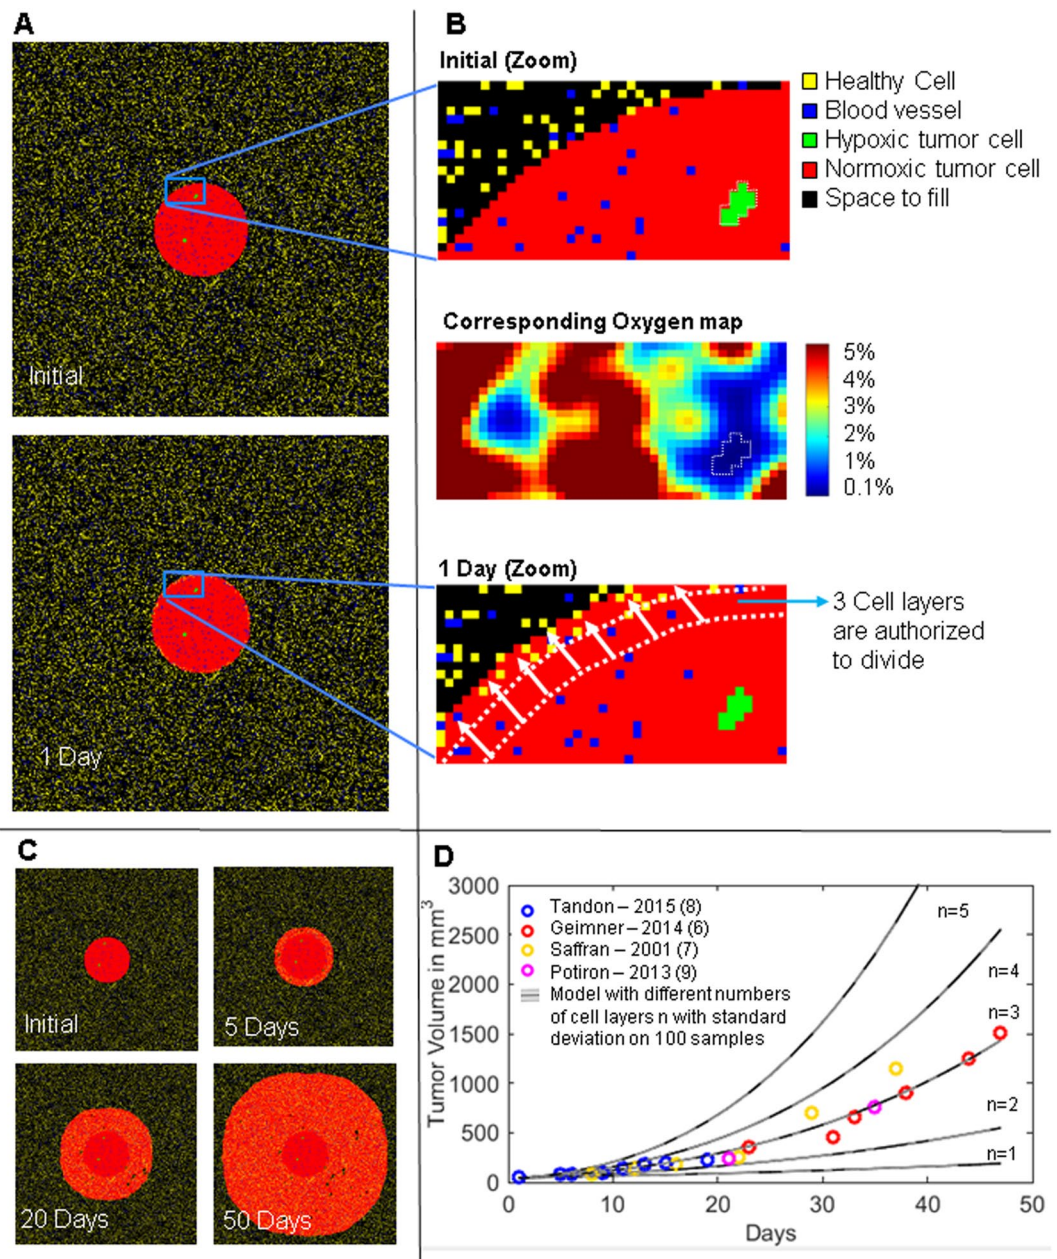 A
Initial
1 Day
B
Initial (Zoom)
Healthy Cell
Blood vessel
Hypoxic tumor cell
Normoxic tumor cell
Space to fill
Corresponding Oxygen map
5%
4%
3%
2%
1%
0.1%
1 Day (Zoom)
3 Cell layers
are authorized
to divide
C
Initial
5 Days
20 Days
50 Days
D
Tumor Volume in mm³
3000
2500
2000
1500
1000
500
0
Tandon – 2015 (8)
Geimner – 2014 (6)
Saffran – 2001 (7)
Potiron – 2013 (9)
Model with different numbers
of cell layers n with standard
deviation on 100 samples
n=5
n=4
n=3
n=2
n=1
0 10 20 30 40 50
Days